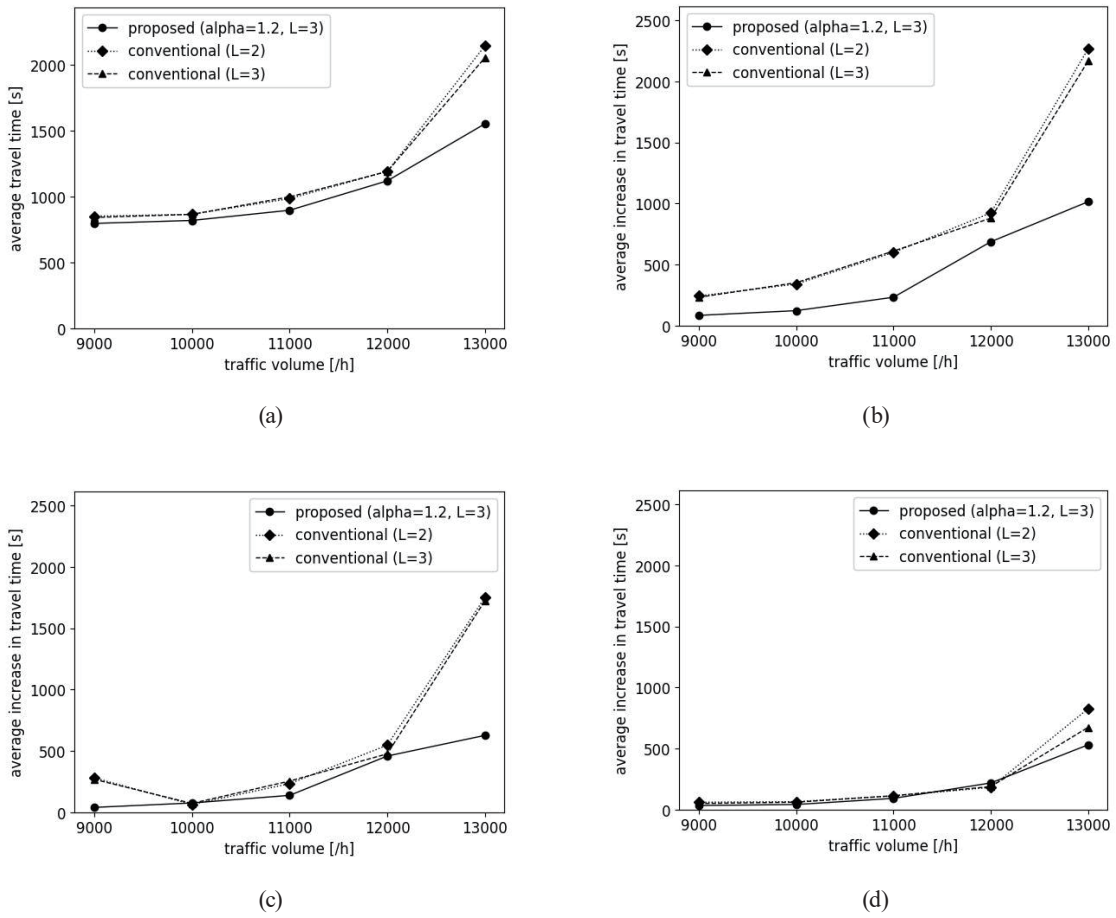 average travel time [s]
2000
1500
1000
500
0
proposed (alpha=1.2, L=3)
conventional (L=2)
conventional (L=3)
9000 10000 11000 12000 13000
traffic volume [/h]
(a)
average increase in travel time [s]
2500
2000
1500
1000
500
0
proposed (alpha=1.2, L=3)
conventional (L=2)
conventional (L=3)
9000 10000 11000 12000 13000
traffic volume [/h]
(b)
average increase in travel time [s]
2500
2000
1500
1000
500
0
proposed (alpha=1.2, L=3)
conventional (L=2)
conventional (L=3)
9000 10000 11000 12000 13000
traffic volume [/h]
(c)
average increase in travel time [s]
2500
2000
1500
1000
500
0
proposed (alpha=1.2, L=3)
conventional (L=2)
conventional (L=3)
9000 10000 11000 12000 13000
traffic volume [/h]
(d)